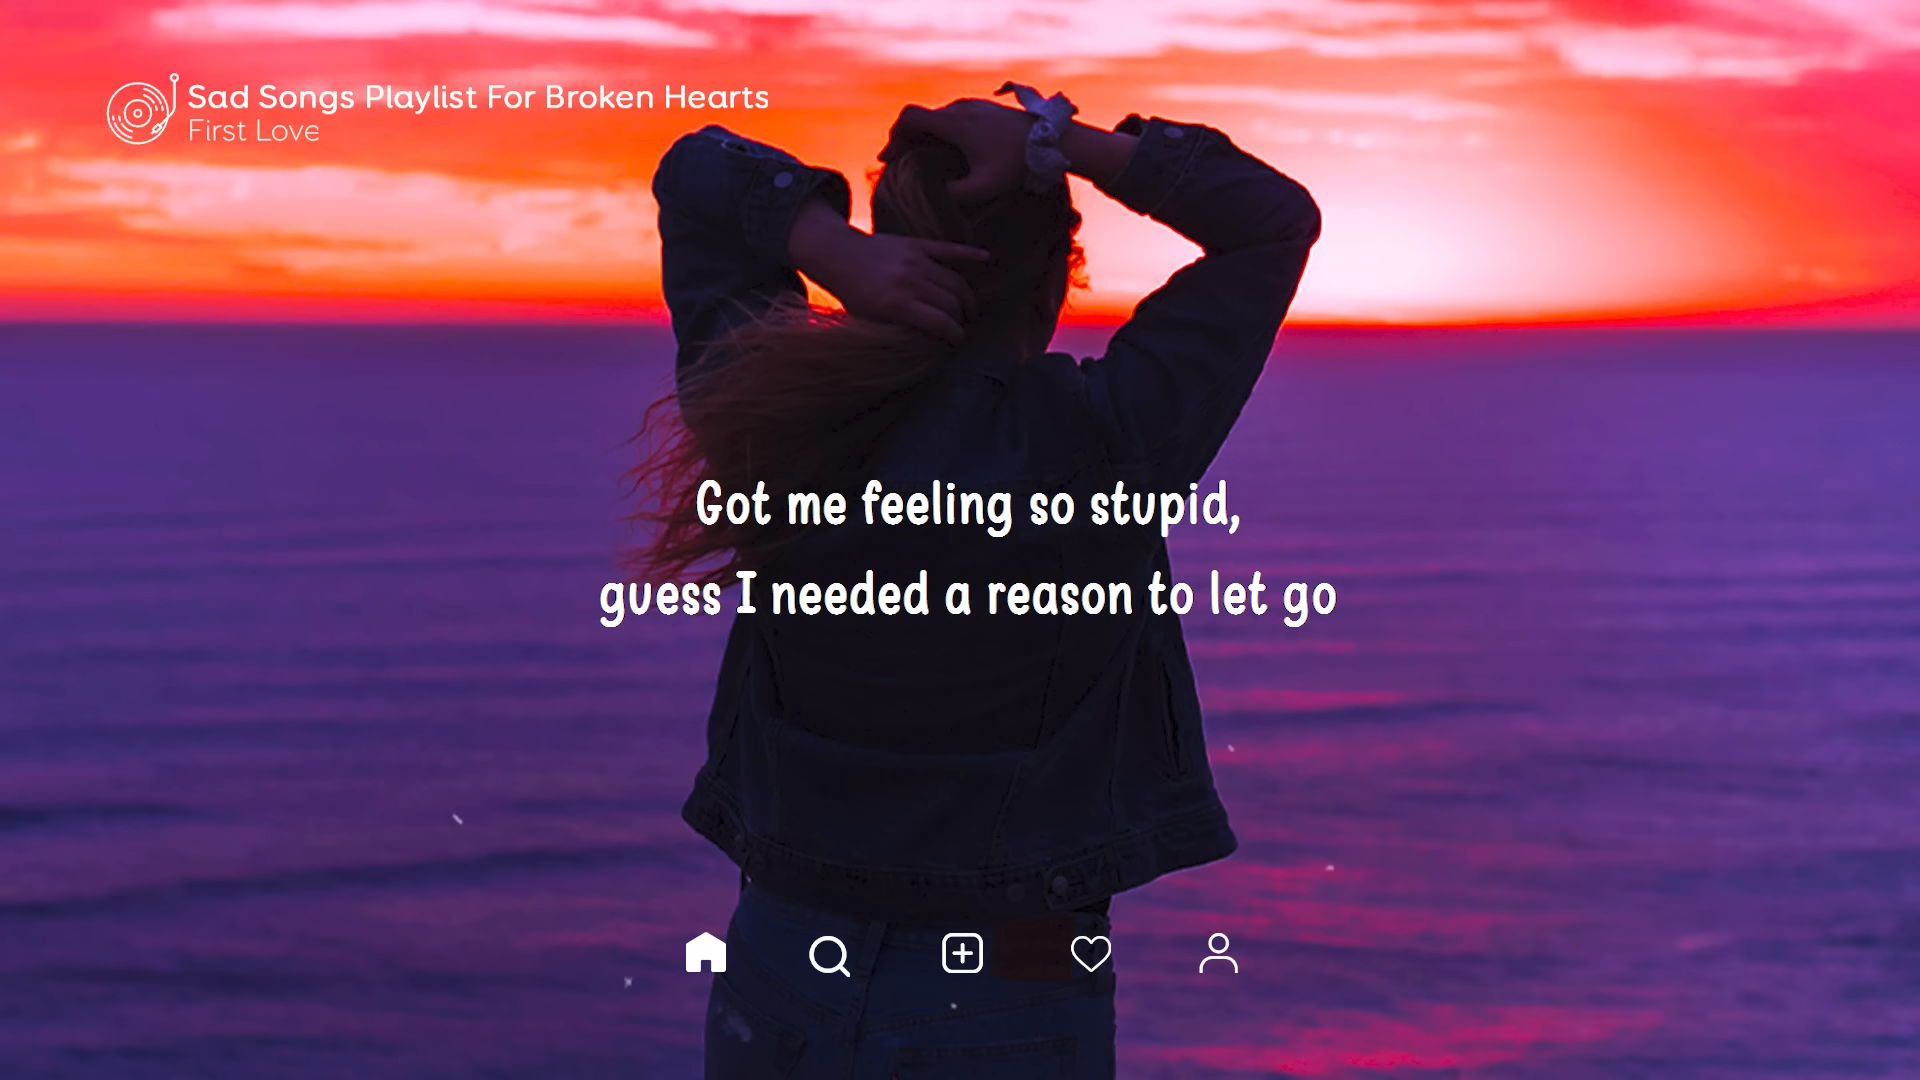 Sad Songs Playlist For Broken Hearts
First Love
Got me feeling so stupid,
guess I needed a reason to let go